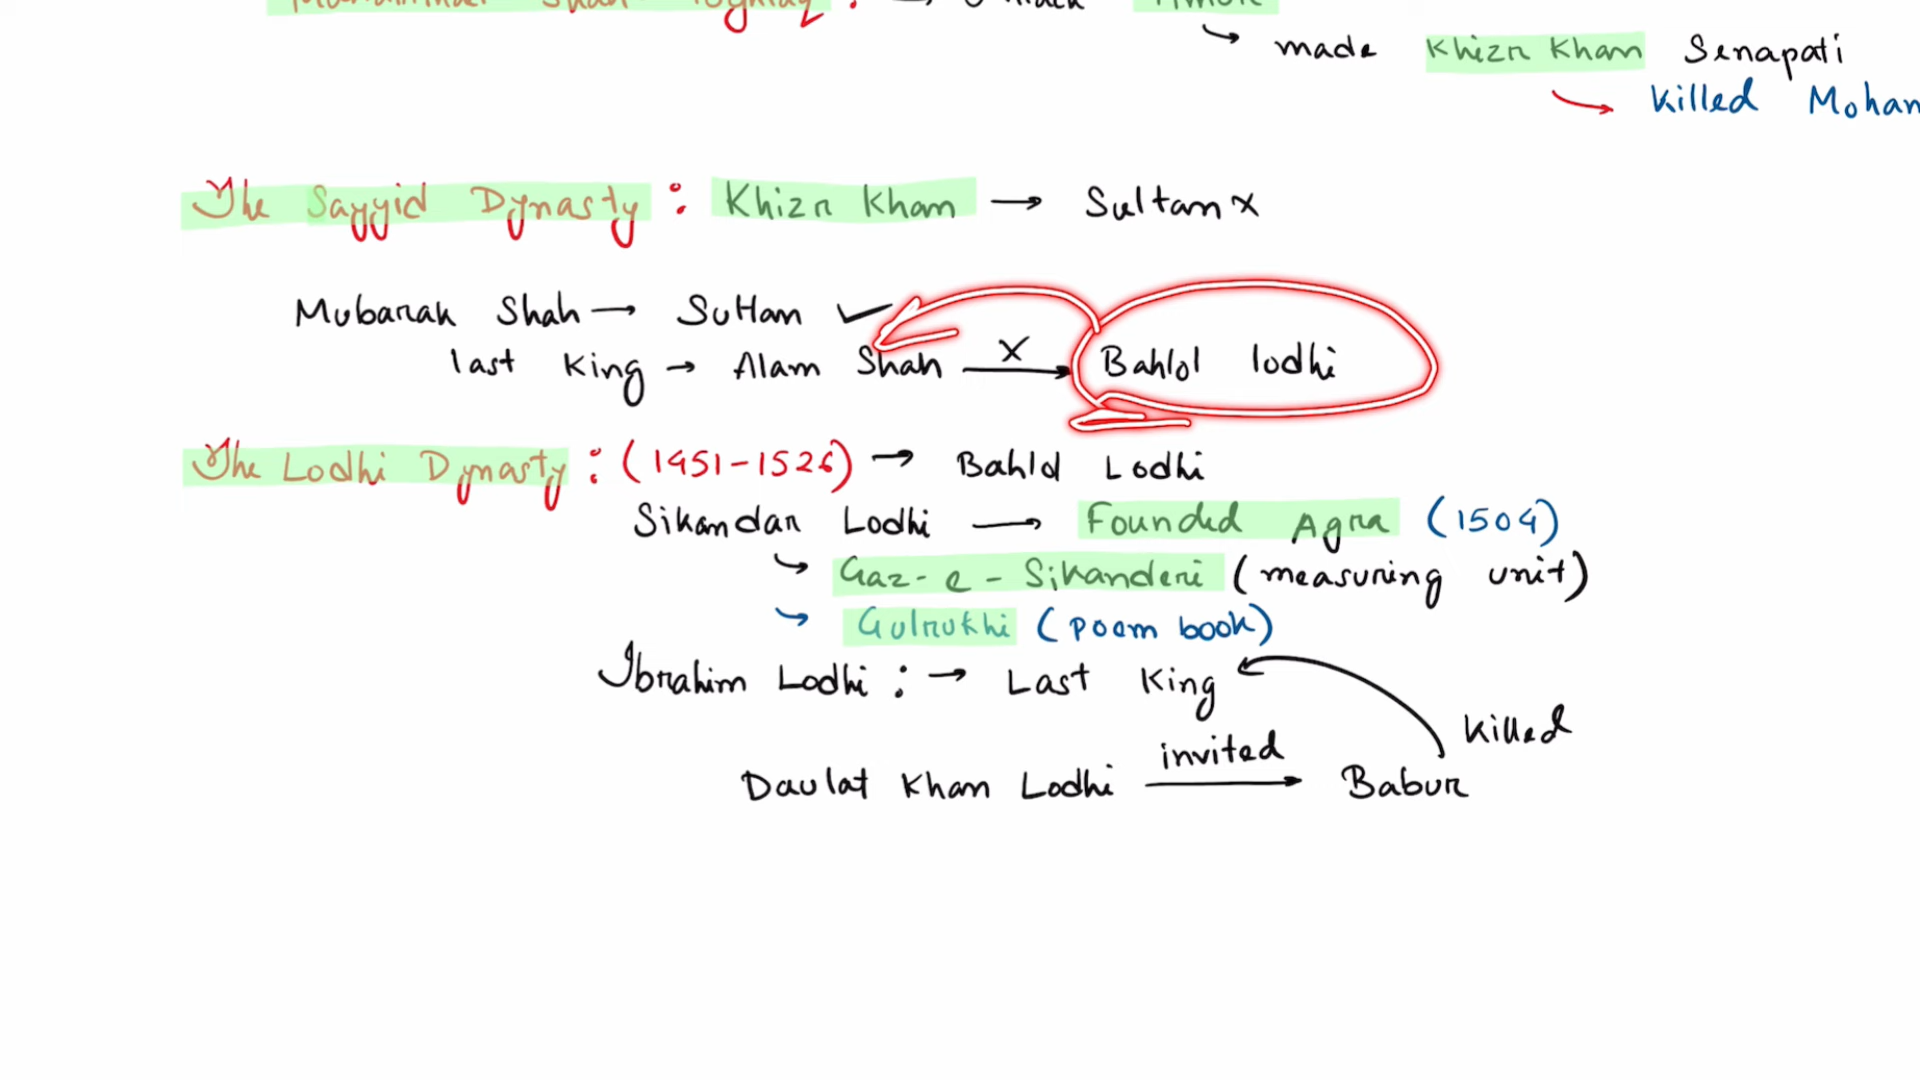 made Khizr Khan Senapati
→ Killed Mohan
The Sayyid Dynasty : Khizr Khan → Sultan x
Mubarak Shah → Sultan ✓
last King → Alam Shah x → Bahlol lodhi
The Lodhi Dynasty : (1451-1526) → Bahlol Lodhi
Sikandar Lodhi → Founded Agra (1504)
Gaz-e-Sikanderi (measuring unit)
Gulrukhi (poem book)
Ibrahim Lodhi : → Last King
killed
Daulat Khan Lodhi invited → Babur